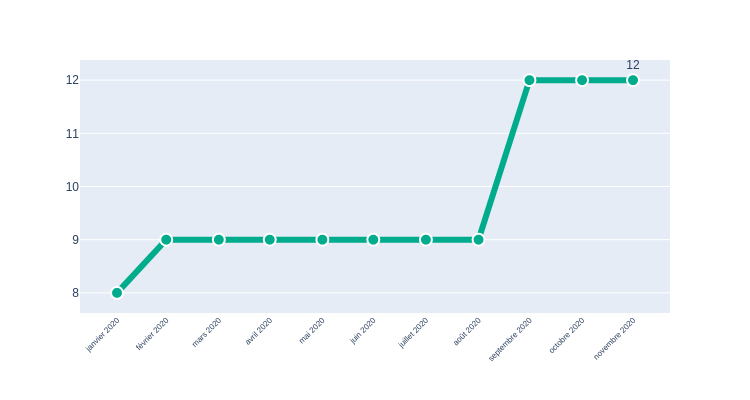 12
12
11
10
9
8
janvier 2020
février 2020
mars 2020
avril 2020
mai 2020
juin 2020
juillet 2020
août 2020
septembre 2020
octobre 2020
novembre 2020